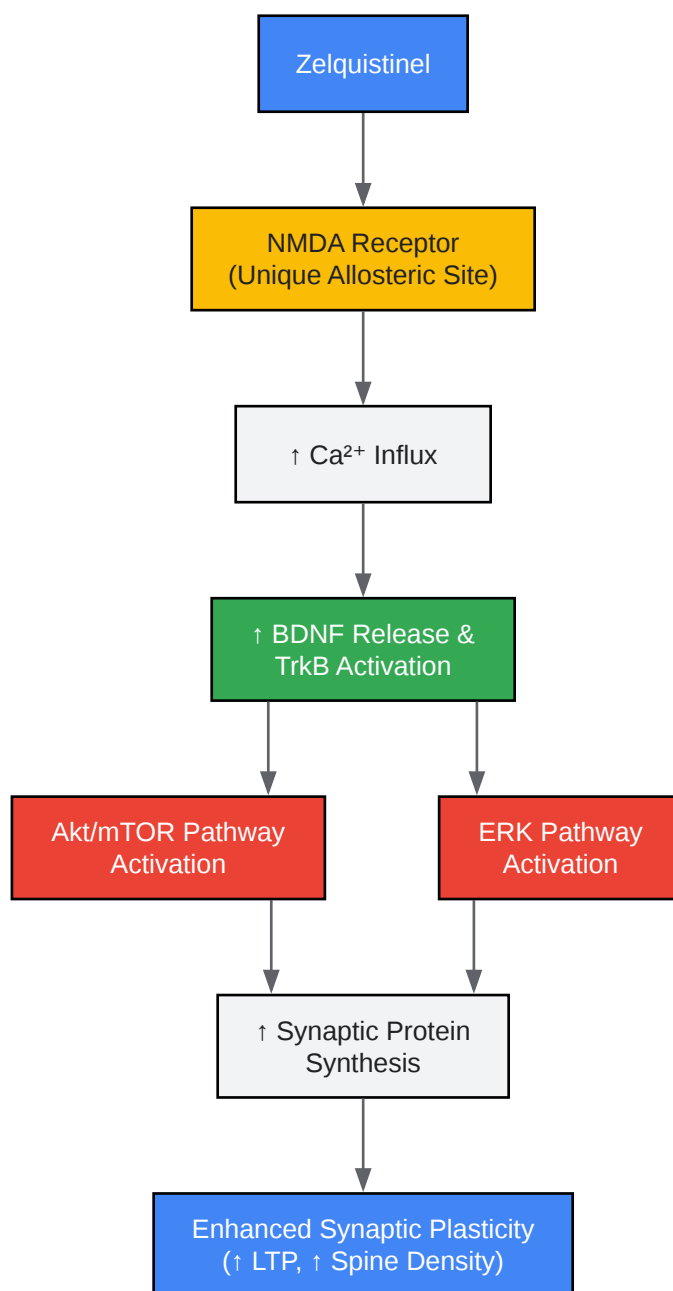 Zelquistinel
NMDA Receptor
(Unique Allosteric Site)
↑ Ca²⁺ Influx
↑ BDNF Release &
TrkB Activation
Akt/mTOR Pathway
Activation
ERK Pathway
Activation
↑ Synaptic Protein
Synthesis
Enhanced Synaptic Plasticity
(↑ LTP, ↑ Spine Density)